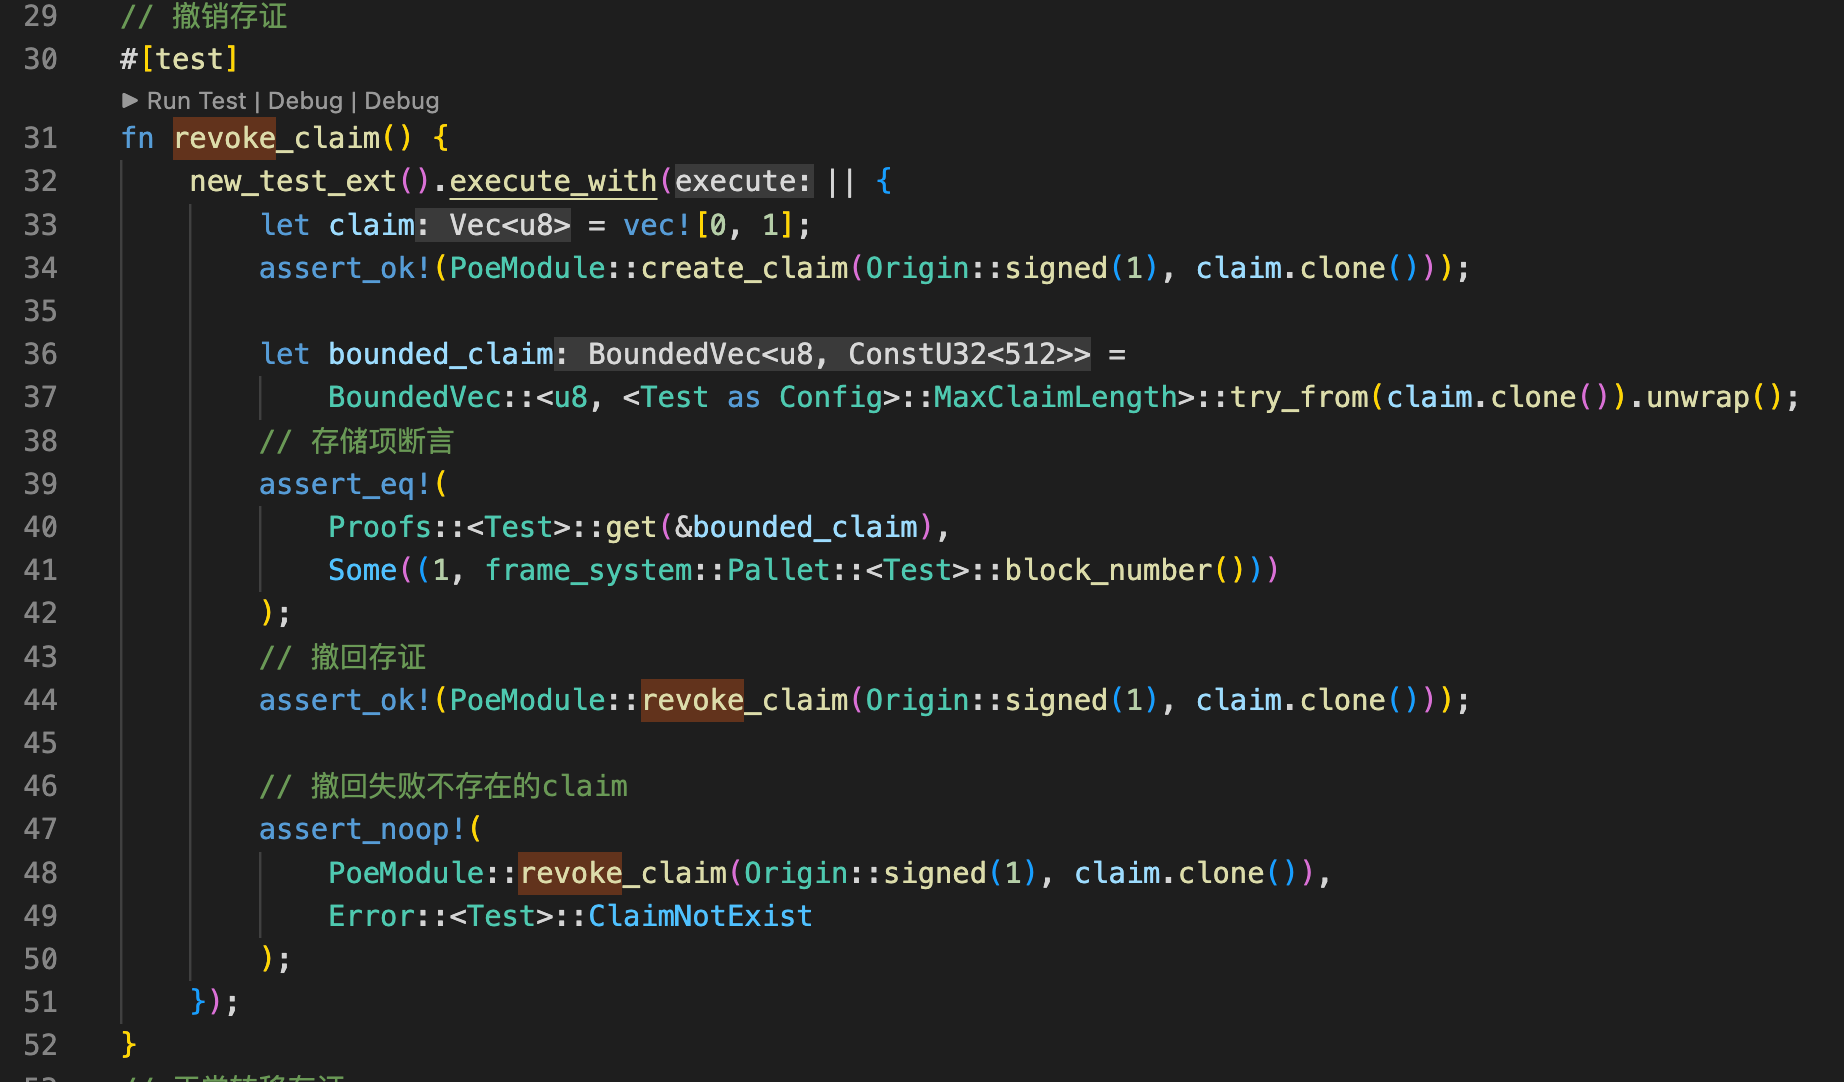 29 // 撤销存证
30 #[test]
▶ Run Test | Debug | Debug
31 fn revoke_claim() {
32 new_test_ext().execute_with(execute: || {
33 let claim: Vec<u8> = vec![0, 1];
34 assert_ok!(PoeModule::create_claim(Origin::signed(1), claim.clone()));
35
36 let bounded_claim: BoundedVec<u8, ConstU32<512>> =
37 BoundedVec::<u8, <Test as Config>::MaxClaimLength>::try_from(claim.clone()).unwrap();
38 // 存储项断言
39 assert_eq!(
40 Proofs::<Test>::get(&bounded_claim),
41 Some((1, frame_system::Pallet::<Test>::block_number()))
42 );
43 // 撤回存证
44 assert_ok!(PoeModule::revoke_claim(Origin::signed(1), claim.clone()));
45
46 // 撤回失败不存在的claim
47 assert_noop!(
48 PoeModule::revoke_claim(Origin::signed(1), claim.clone()),
49 Error::<Test>::ClaimNotExist
50 );
51 });
52 }